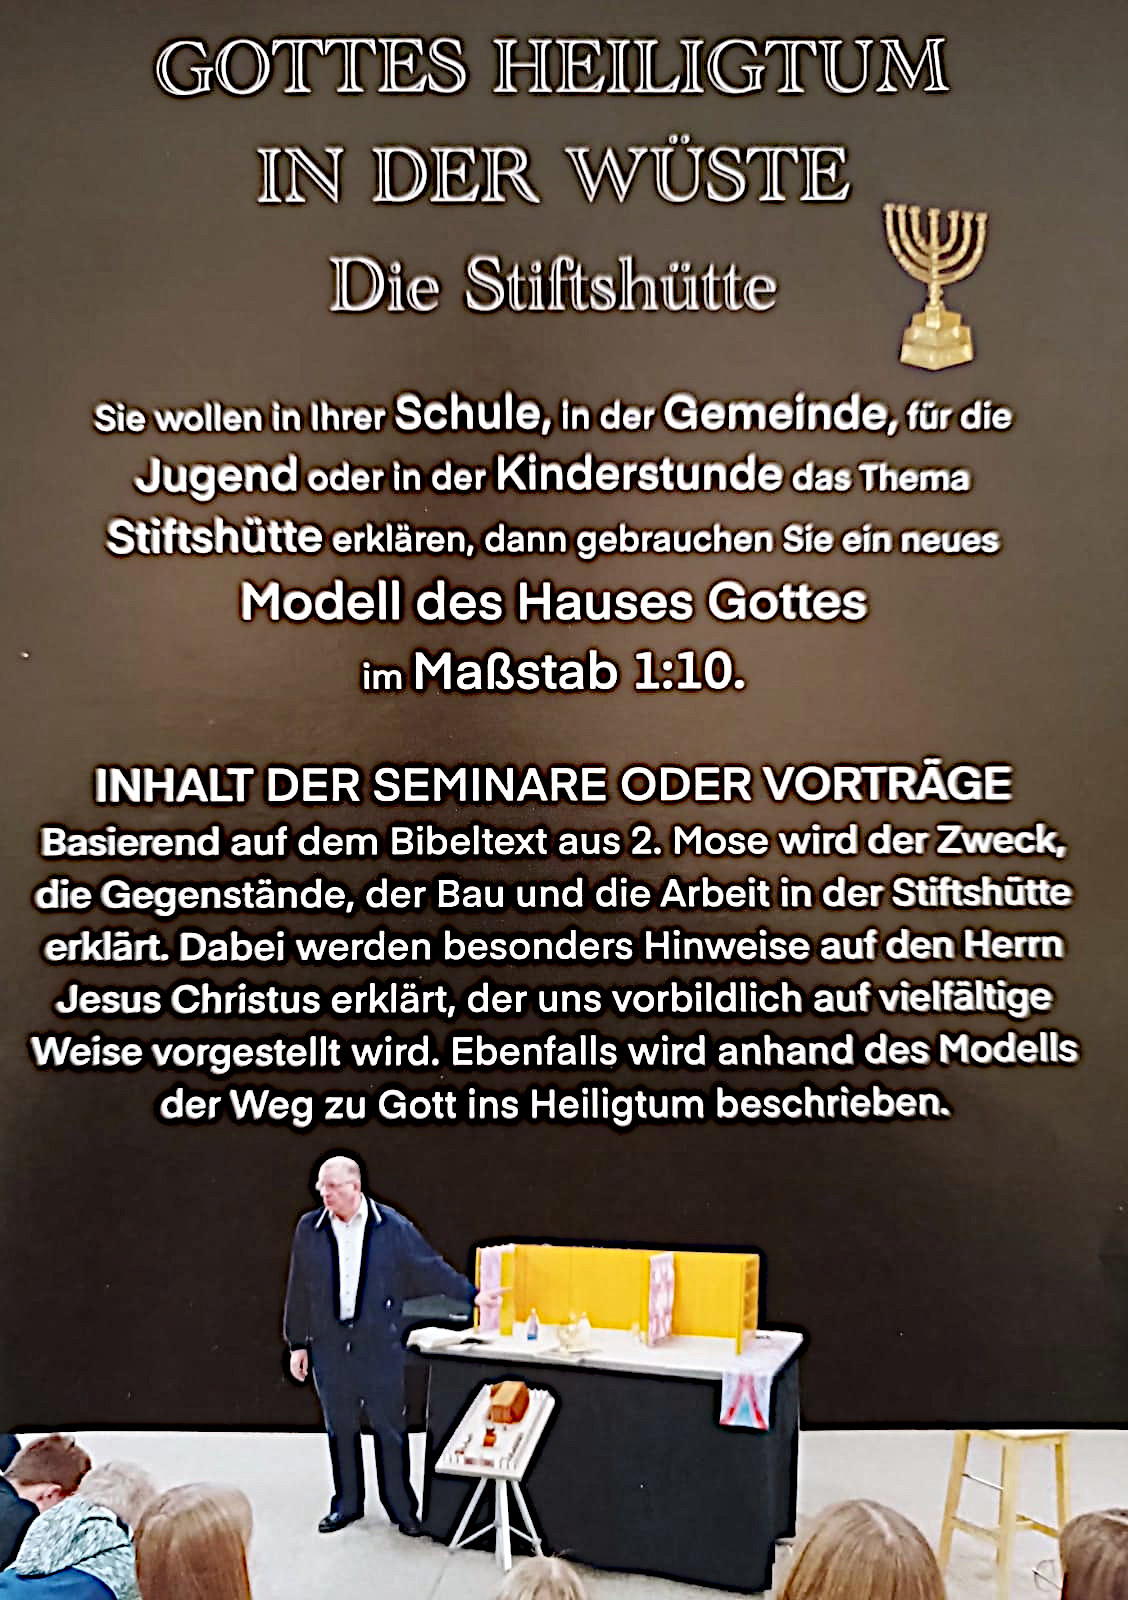 GOTTES HEILIGTUM
IN DER WÜSTE
Die Stiftshütte
Sie wollen in Ihrer Schule, in der Gemeinde, für die
Jugend oder in der Kinderstunde das Thema
Stiftshütte erklären, dann gebrauchen Sie ein neues
Modell des Hauses Gottes
im Maßstab 1:10.
INHALT DER SEMINARE ODER VORTRÄGE
Basierend auf dem Bibeltext aus 2. Mose wird der Zweck,
die Gegenstände, der Bau und die Arbeit in der Stiftshütte
erklärt. Dabei werden besonders Hinweise auf den Herrn
Jesus Christus erklärt, der uns vorbildlich auf vielfältige
Weise vorgestellt wird. Ebenfalls wird anhand des Modells
der Weg zu Gott ins Heiligtum beschrieben.